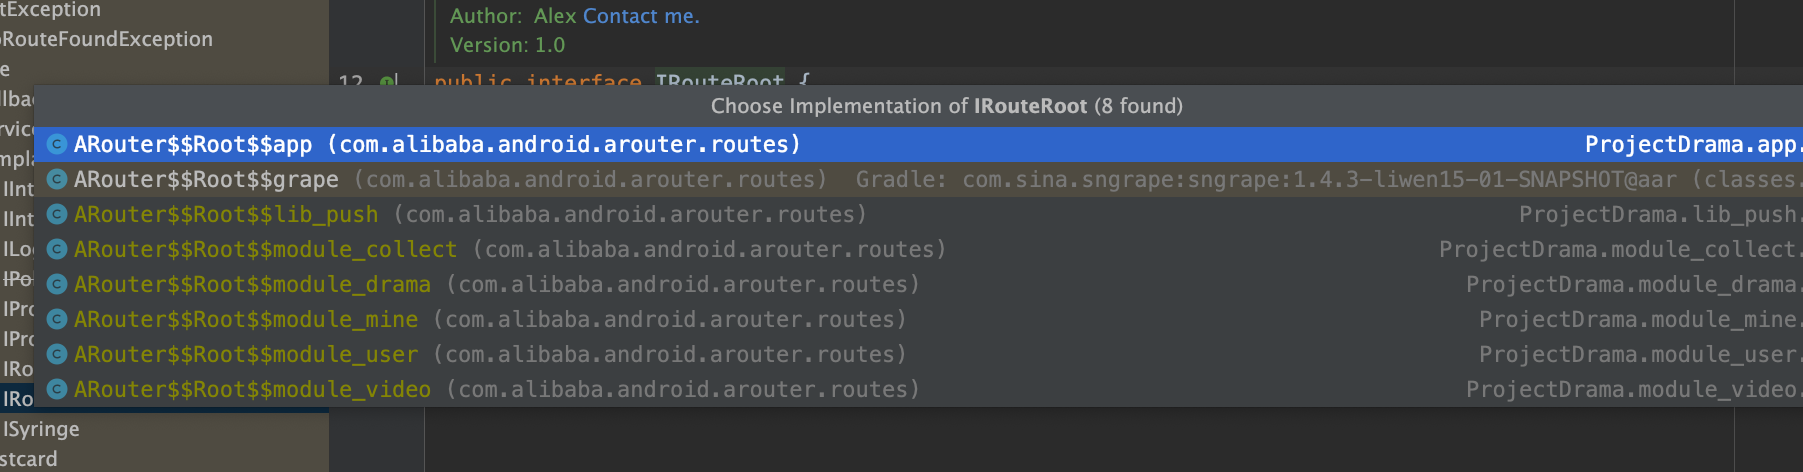 tException
Author: Alex Contact me.
RouteFoundException
Version: 1.0
e
12 public interface IRouteRoot {
llba
Choose Implementation of IRouteRoot (8 found)
rvic
ARouter$$Root$$app (com.alibaba.android.arouter.routes) ProjectDrama.app.
mpla
ARouter$$Root$$grape (com.alibaba.android.arouter.routes) Gradle: com.sina.sngrape:sngrape:1.4.3-liwen15-01-SNAPSHOT@aar (classes.
IInt
ARouter$$Root$$lib_push (com.alibaba.android.arouter.routes) ProjectDrama.lib_push.
IInt
ARouter$$Root$$module_collect (com.alibaba.android.arouter.routes) ProjectDrama.module_collect.
ILo
ARouter$$Root$$module_drama (com.alibaba.android.arouter.routes) ProjectDrama.module_drama.
IPo
ARouter$$Root$$module_mine (com.alibaba.android.arouter.routes) ProjectDrama.module_mine.
IPro
ARouter$$Root$$module_user (com.alibaba.android.arouter.routes) ProjectDrama.module_user.
IPro
ARouter$$Root$$module_video (com.alibaba.android.arouter.routes) ProjectDrama.module_video.
IRo
IRo
ISyringe
stcard